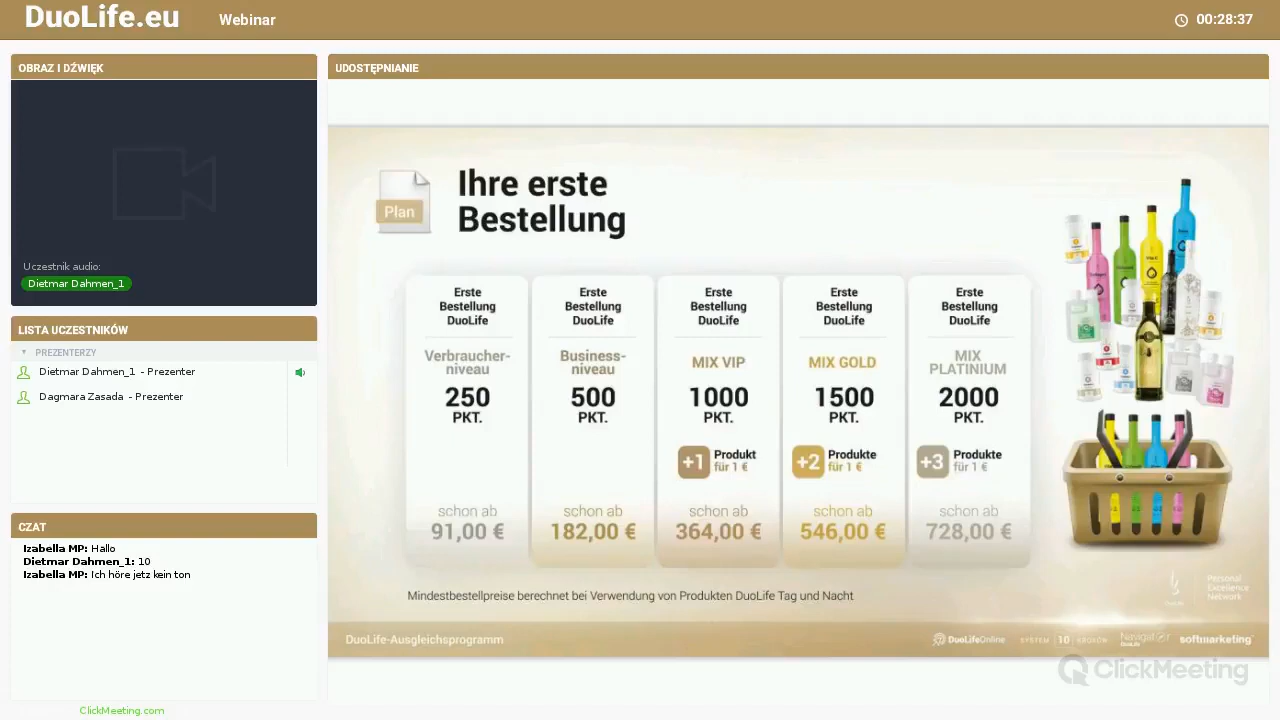 DuoLife.eu
Webinar
00:28:37
OBRAZ I DŹWIĘK
Uczestnik audio:
Dietmar Dahmen_1
LISTA UCZESTNIKÓW
PREZENTERZY
Dietmar Dahmen_1 - Prezenter
Dagmara Zasada - Prezenter
CZAT
Izabella MP: Hallo
Dietmar Dahmen_1: 10
Izabella MP: Ich höre jetz kein ton
ClickMeeting.com
UDOSTĘPNIANIE
Plan
Ihre erste
Bestellung
Erste
Bestellung
DuoLife
Verbraucher-
niveau
250
PKT.
schon ab
91,00 €
Erste
Bestellung
DuoLife
Business-
niveau
500
PKT.
schon ab
182,00 €
Erste
Bestellung
DuoLife
MIX VIP
1000
PKT.
+1 Produkt
für 1 €
schon ab
364,00 €
Erste
Bestellung
DuoLife
MIX GOLD
1500
PKT.
+2 Produkte
für 1 €
schon ab
546,00 €
Erste
Bestellung
DuoLife
MIX
PLATINIUM
2000
PKT.
+3 Produkte
für 1 €
schon ab
728,00 €
Mindestbestellpreise berechnet bei Verwendung von Produkten DuoLife Tag und Nacht
Personal
Excellence
Network
DuoLife-Ausgleichsprogramm
DuoLifeOnline
SYSTEM 10 KROKÓW
Navigator
DuoLife
softmarketing
ClickMeeting